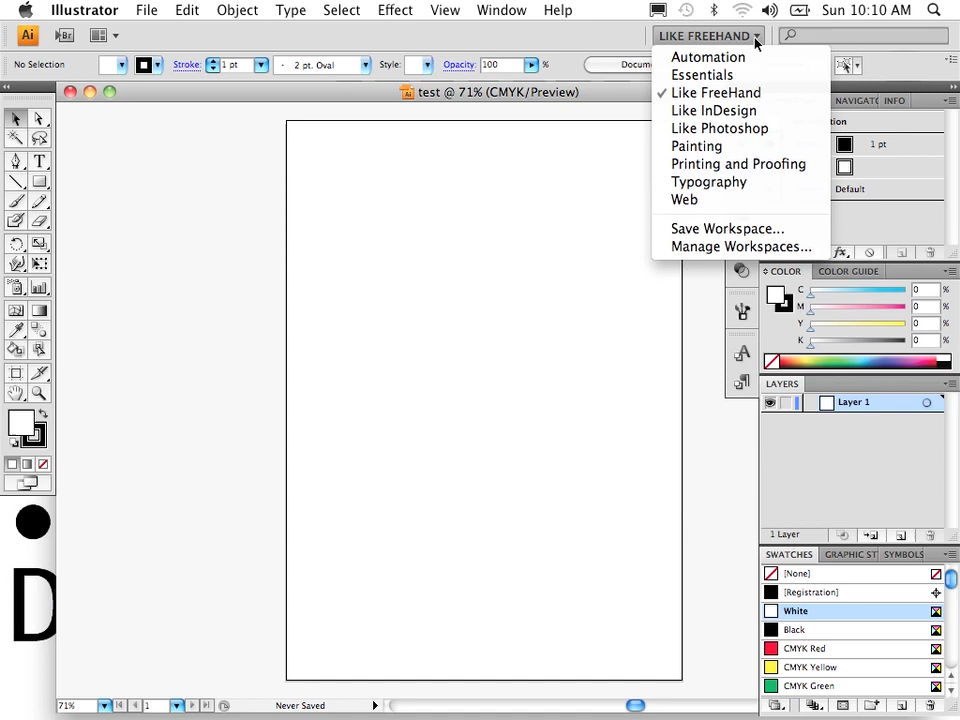 Illustrator File Edit Object Type Select Effect View Window Help Sun 10:10 AM
Ai Br LIKE FREEHAND
No Selection Stroke: 1 pt 2 pt. Oval Style: Opacity: 100 % Docum
test @ 71% (CMYK/Preview)
Automation
Essentials
✓ Like FreeHand
Like InDesign
Like Photoshop
Painting
Printing and Proofing
Typography
Web
Save Workspace...
Manage Workspaces...
NAVIGAT INFO
1 pt
Default
fx
COLOR COLOR GUIDE
C 0 %
M 0 %
Y 0 %
K 0 %
LAYERS
Layer 1
1 Layer
SWATCHES GRAPHIC ST SYMBOLS
[None]
[Registration]
White
Black
CMYK Red
CMYK Yellow
CMYK Green
D
71% 1 Never Saved